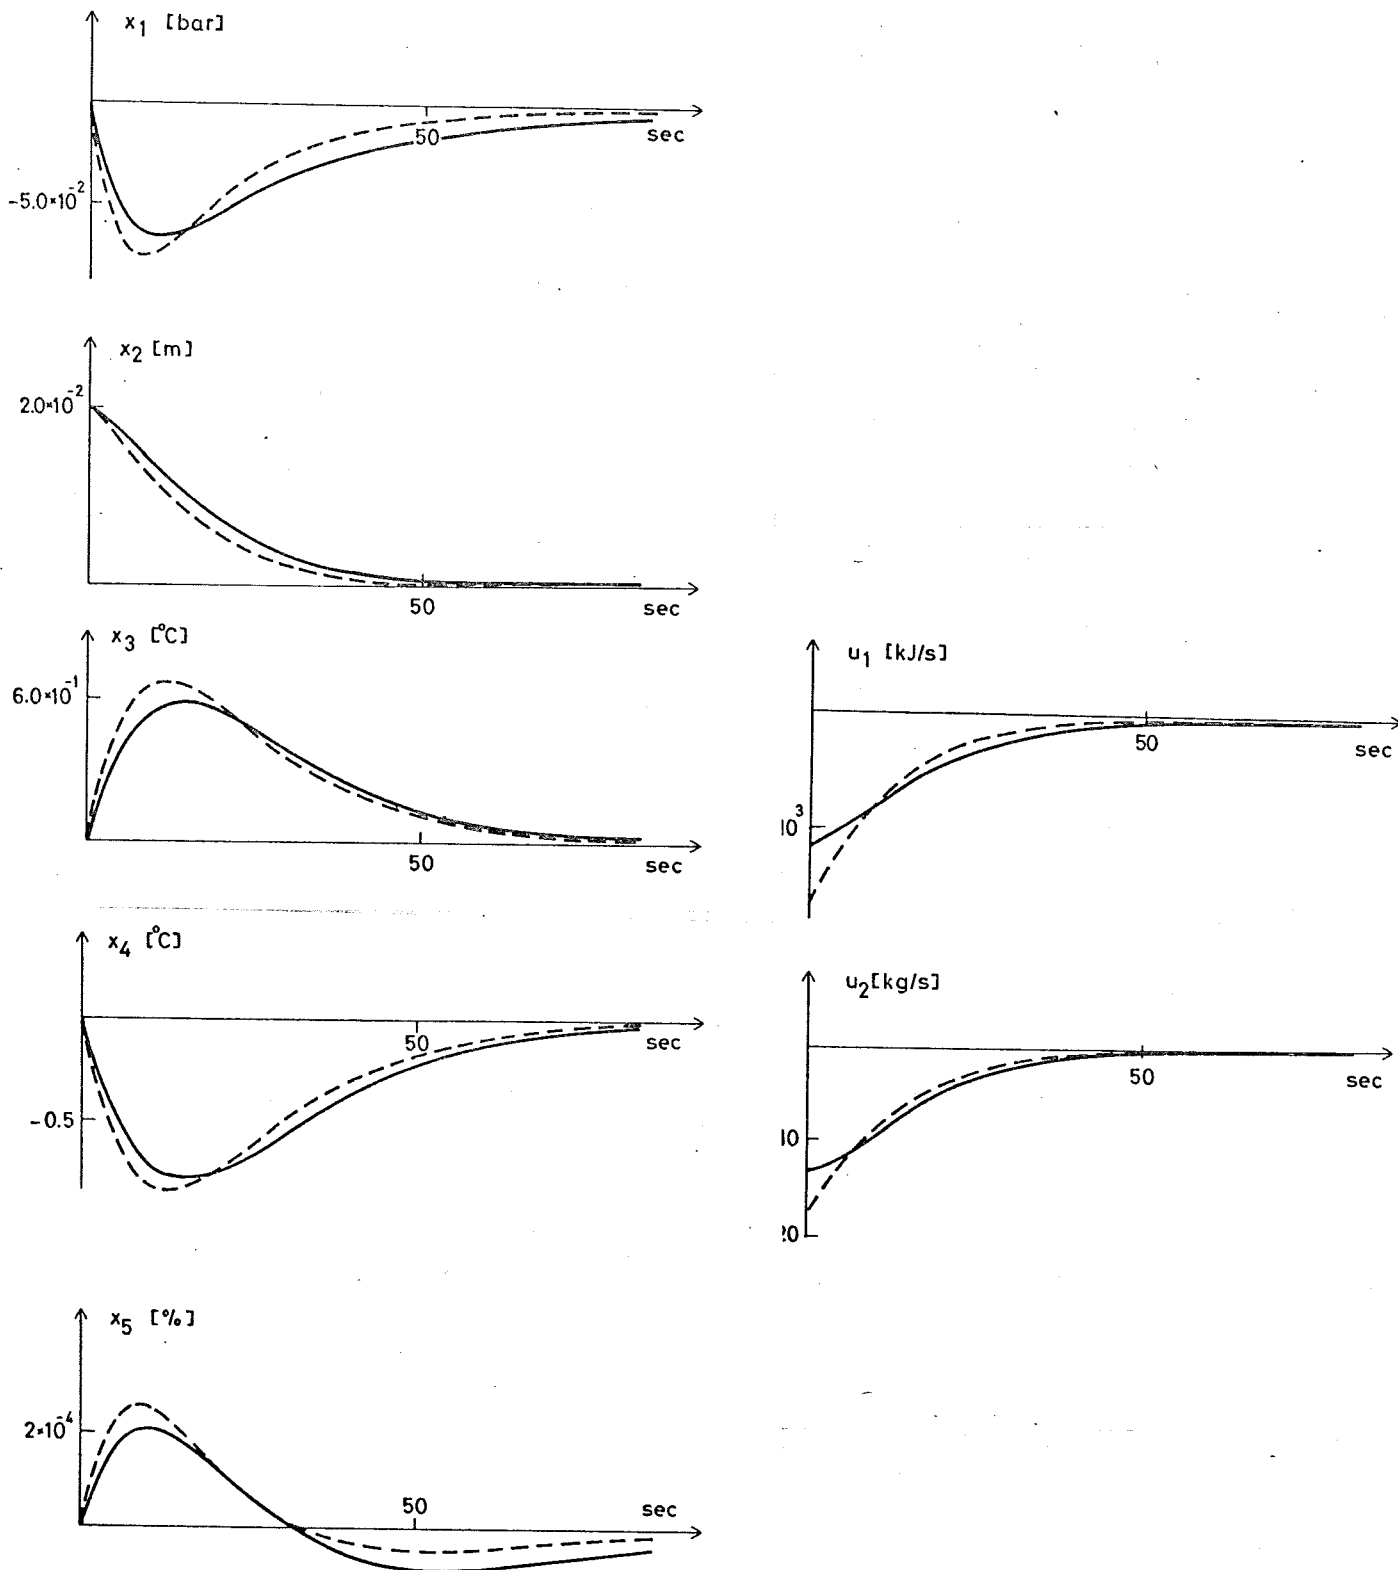 x₁ [bar]
50
sec
-5.0×10⁻²
x₂ [m]
2.0×10⁻²
50
sec
x₃ [°C]
6.0×10⁻¹
50
sec
x₄ [°C]
50
sec
-0.5
x₅ [%]
2×10⁻⁴
50
sec
u₁ [kJ/s]
50
sec
10³
u₂[kg/s]
50
sec
10
20